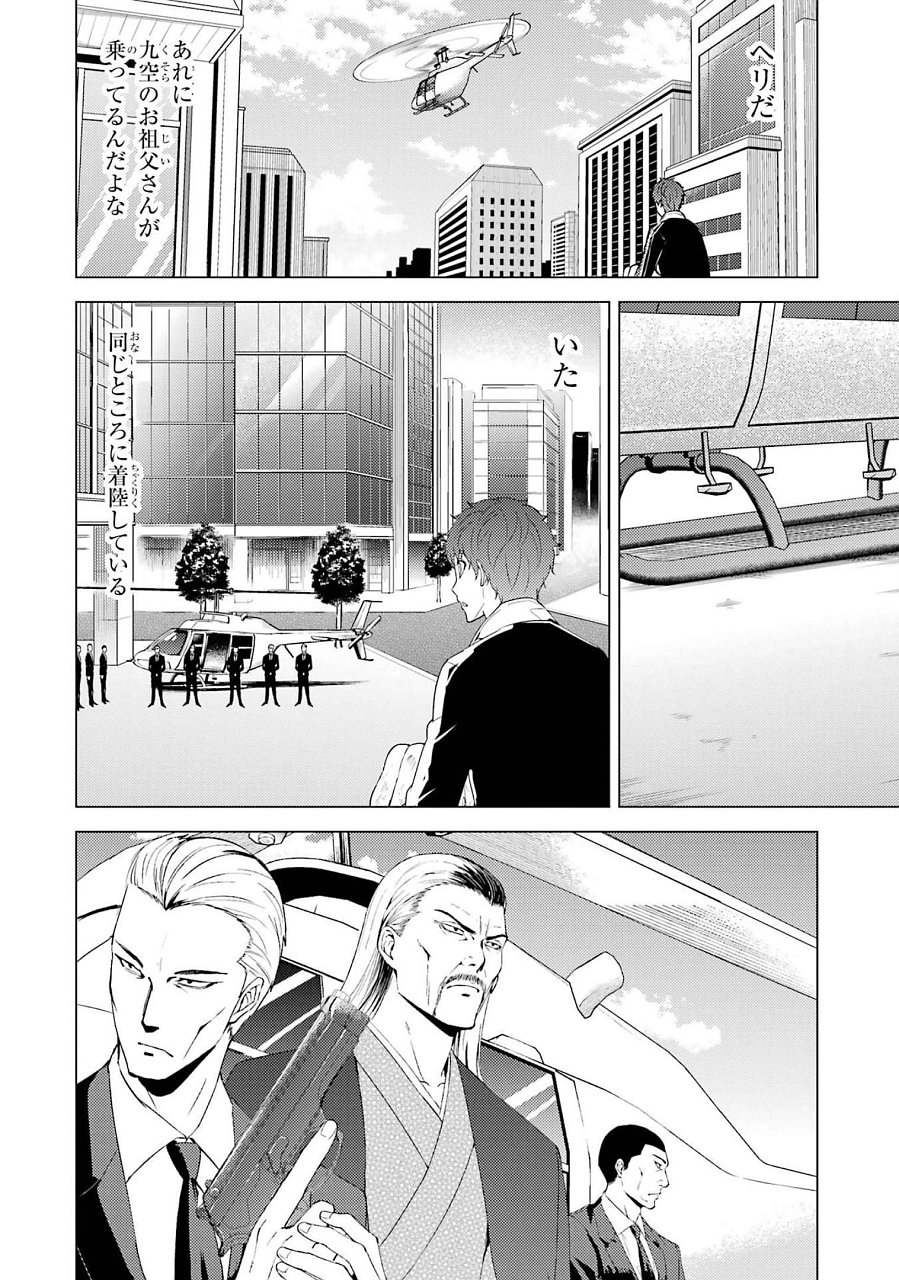 ヘリだ
あれに
九空のお祖父さんが
乗ってるんだよな
いた
同じところに着陸している